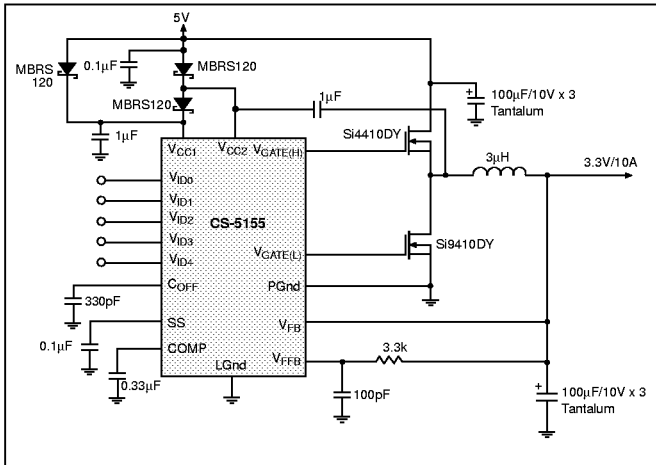 5V
MBRS
120
0.1µF
MBRS120
MBRS120
1µF
1µF
100µF/10V x 3
Tantalum
Si4410DY
3µH
3.3V/10A
VCC1
VCC2
VGATE(H)
VID0
VID1
VID2
VID3
VID4
CS-5155
VGATE(L)
Si9410DY
COFF
PGnd
330pF
SS
VFB
0.1µF
COMP
VFFB
3.3k
LGnd
0.33µF
100pF
100µF/10V x 3
Tantalum